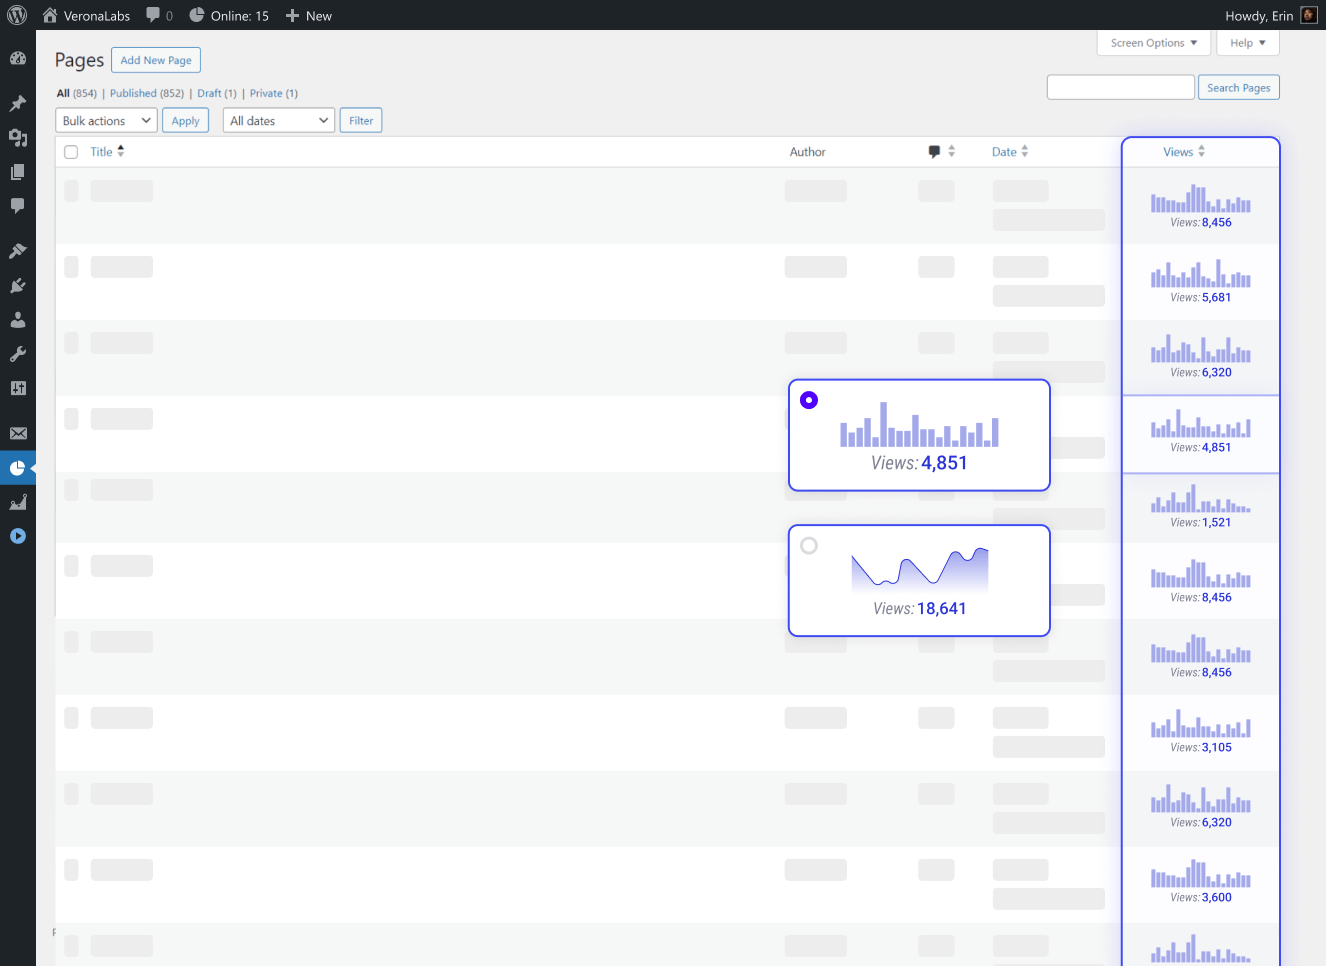 VeronaLabs 0 Online: 15 New Howdy, Erin
Screen Options Help
Pages Add New Page
All (854) | Published (852) | Draft (1) | Private (1)
Search Pages
Bulk actions Apply All dates Filter
Title Author Date Views
Views: 8,456
Views: 5,681
Views: 6,320
Views: 4,851
Views: 4,851
Views: 1,521
Views: 8,456
Views: 18,641
Views: 8,456
Views: 3,105
Views: 6,320
Views: 3,600